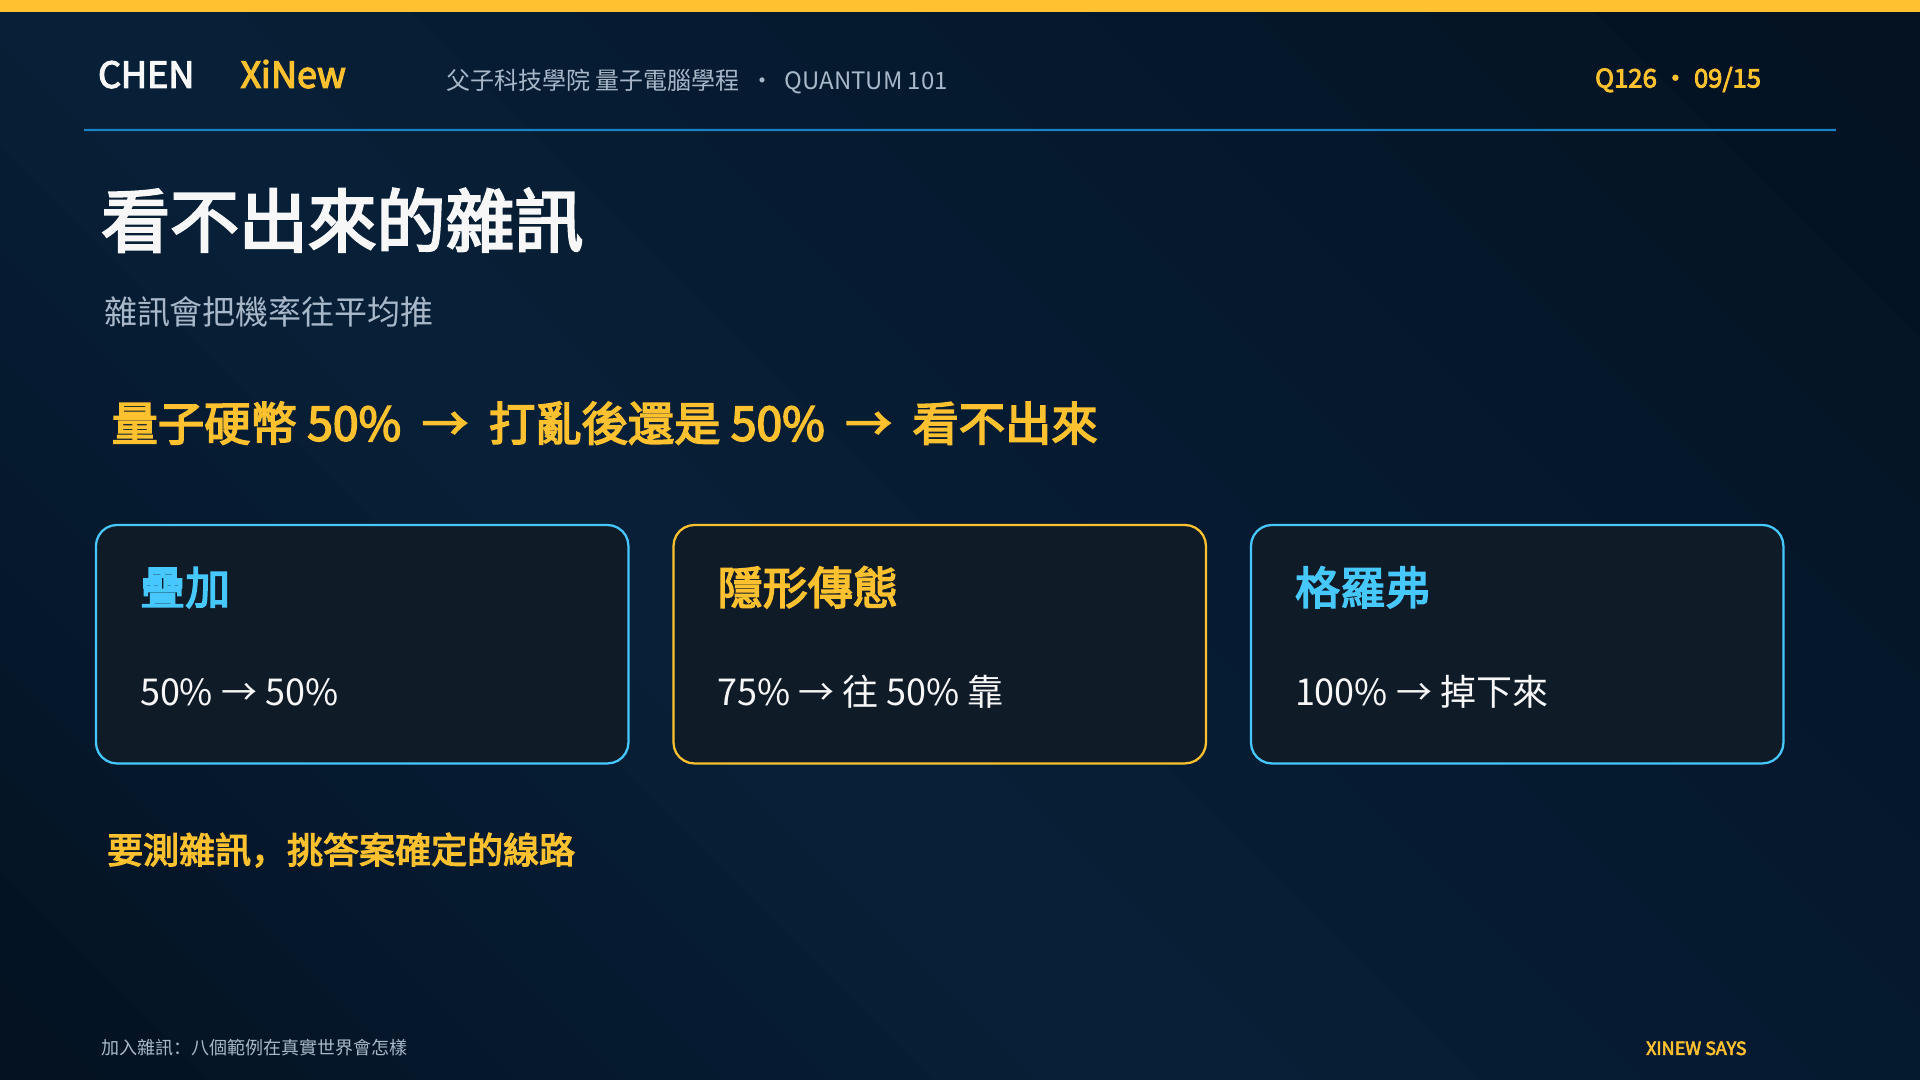 CHEN XiNew 父子科技學院 量子電腦學程 · QUANTUM 101 Q126 · 09/15
看不出來的雜訊
雜訊會把機率往平均推
量子硬幣 50% → 打亂後還是 50% → 看不出來
疊加
50% → 50%
隱形傳態
75% → 往 50% 靠
格羅弗
100% → 掉下來
要測雜訊，挑答案確定的線路
加入雜訊：八個範例在真實世界會怎樣
XINEW SAYS